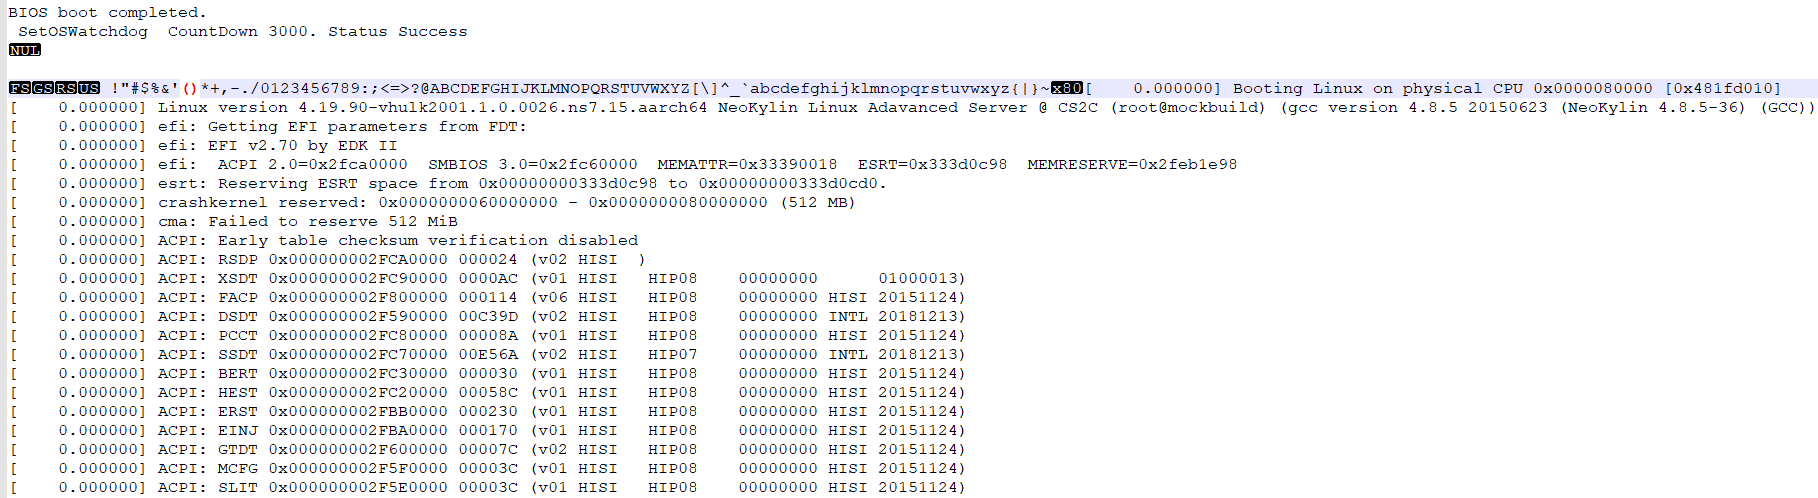 BIOS boot completed.
 SetOSWatchdog  CountDown 3000. Status Success
NUL
FSGSRSUS !"#$%&'()*+,-./0123456789:;<=>?@ABCDEFGHIJKLMNOPQRSTUVWXYZ[\]^_`abcdefghijklmnopqrstuvwxyz{|}~x80[    0.000000] Booting Linux on physical CPU 0x0000080000 [0x481fd010]
[    0.000000] Linux version 4.19.90-vhulk2001.1.0.0026.ns7.15.aarch64 NeoKylin Linux Adavanced Server @ CS2C (root@mockbuild) (gcc version 4.8.5 20150623 (NeoKylin 4.8.5-36) (GCC))
[    0.000000] efi: Getting EFI parameters from FDT:
[    0.000000] efi: EFI v2.70 by EDK II
[    0.000000] efi:  ACPI 2.0=0x2fca0000  SMBIOS 3.0=0x2fc60000  MEMATTR=0x33390018  ESRT=0x333d0c98  MEMRESERVE=0x2feb1e98
[    0.000000] esrt: Reserving ESRT space from 0x00000000333d0c98 to 0x00000000333d0cd0.
[    0.000000] crashkernel reserved: 0x0000000060000000 - 0x0000000080000000 (512 MB)
[    0.000000] cma: Failed to reserve 512 MiB
[    0.000000] ACPI: Early table checksum verification disabled
[    0.000000] ACPI: RSDP 0x000000002FCA0000 000024 (v02 HISI  )
[    0.000000] ACPI: XSDT 0x000000002FC90000 0000AC (v01 HISI   HIP08    00000000      01000013)
[    0.000000] ACPI: FACP 0x000000002F800000 000114 (v06 HISI   HIP08    00000000 HISI 20151124)
[    0.000000] ACPI: DSDT 0x000000002F590000 00C39D (v02 HISI   HIP08    00000000 INTL 20181213)
[    0.000000] ACPI: PCCT 0x000000002FC80000 00008A (v01 HISI   HIP08    00000000 HISI 20151124)
[    0.000000] ACPI: SSDT 0x000000002FC70000 00E56A (v02 HISI   HIP07    00000000 INTL 20181213)
[    0.000000] ACPI: BERT 0x000000002FC30000 000030 (v01 HISI   HIP08    00000000 HISI 20151124)
[    0.000000] ACPI: HEST 0x000000002FC20000 00058C (v01 HISI   HIP08    00000000 HISI 20151124)
[    0.000000] ACPI: ERST 0x000000002FBB0000 000230 (v01 HISI   HIP08    00000000 HISI 20151124)
[    0.000000] ACPI: EINJ 0x000000002FBA0000 000170 (v01 HISI   HIP08    00000000 HISI 20151124)
[    0.000000] ACPI: GTDT 0x000000002F600000 00007C (v02 HISI   HIP08    00000000 HISI 20151124)
[    0.000000] ACPI: MCFG 0x000000002F5F0000 00003C (v01 HISI   HIP08    00000000 HISI 20151124)
[    0.000000] ACPI: SLIT 0x000000002F5E0000 00003C (v01 HISI   HIP08    00000000 HISI 20151124)